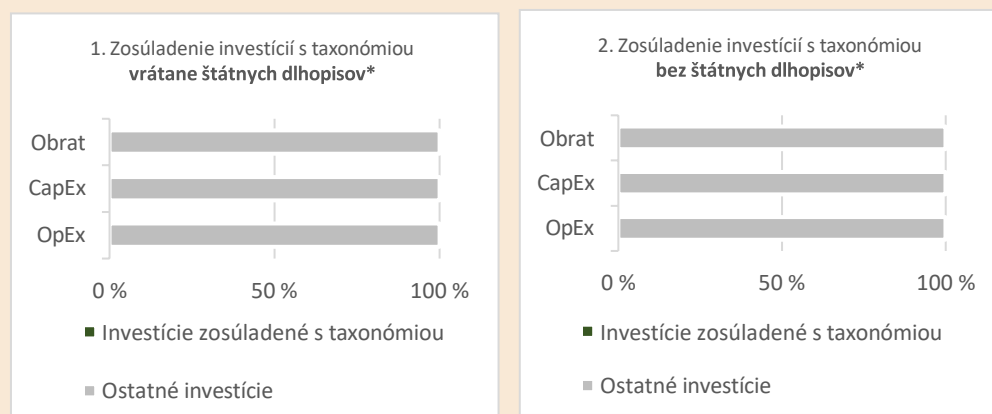 1. Zosúladenie investícií s taxonómiou
vrátane štátnych dlhopisov*
Obrat
CapEx
OpEx
0 %
50 %
100 %
Investície zosúladené s taxonómiou
Ostatné investície
2. Zosúladenie investícií s taxonómiou
bez štátnych dlhopisov*
Obrat
CapEx
OpEx
0 %
50 %
100 %
Investície zosúladené s taxonómiou
Ostatné investície